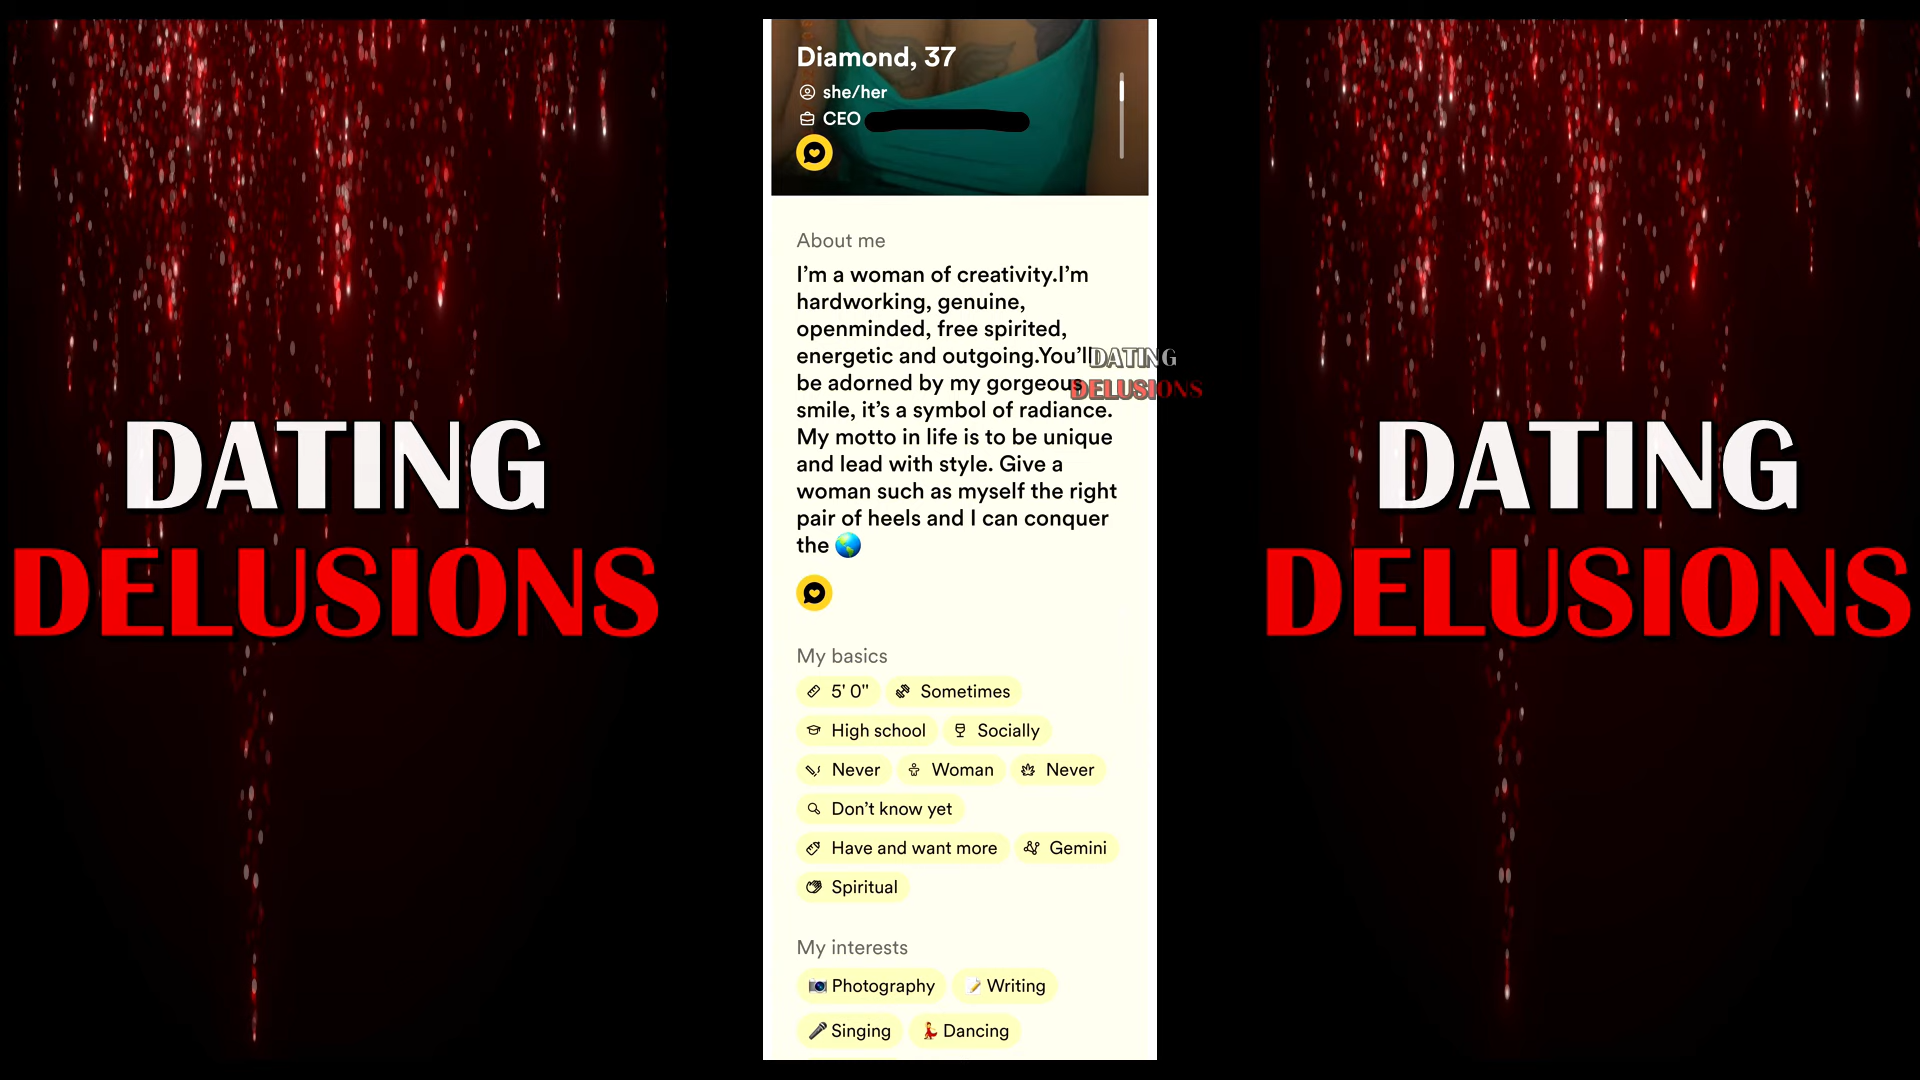 Diamond, 37
she/her
CEO
About me
I'm a woman of creativity.I'm
hardworking, genuine,
openminded, free spirited,
energetic and outgoing.You'll
be adorned by my gorgeous
smile, it's a symbol of radiance.
My motto in life is to be unique
and lead with style. Give a
woman such as myself the right
pair of heels and I can conquer
the 🌎
My basics
5' 0"  Sometimes
High school  Socially
Never  Woman  Never
Don't know yet
Have and want more  Gemini
Spiritual
My interests
📷 Photography  📝 Writing
🎤 Singing  💃 Dancing
DATING
DELUSIONS
DATING
DELUSIONS
DATING
DELUSIONS